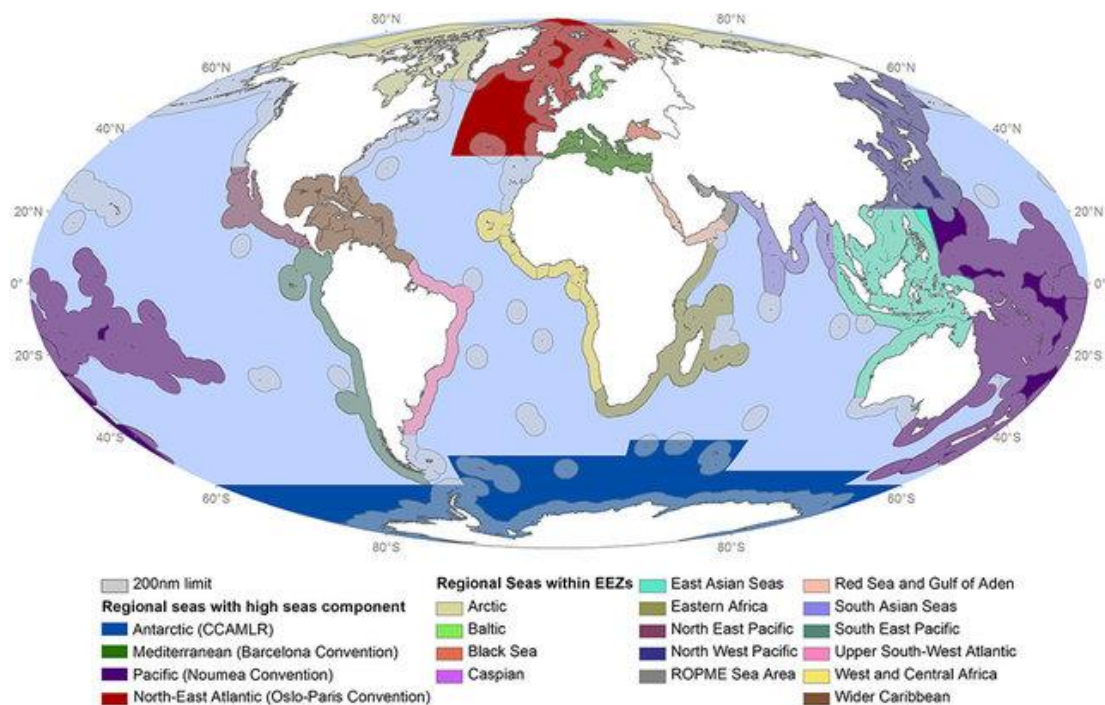 80°N 80°N
60°N 60°N
40°N 40°N
20°N 20°N
0° 0°
20°S 20°S
40°S 40°S
60°S 60°S
80°S 80°S
200nm limit
Regional seas with high seas component
Antarctic (CCAMLR)
Mediterranean (Barcelona Convention)
Pacific (Noumea Convention)
North-East Atlantic (Oslo-Paris Convention)
Regional Seas within EEZs
Arctic
Baltic
Black Sea
Caspian
East Asian Seas
Eastern Africa
North East Pacific
North West Pacific
ROPME Sea Area
Red Sea and Gulf of Aden
South Asian Seas
South East Pacific
Upper South-West Atlantic
West and Central Africa
Wider Caribbean